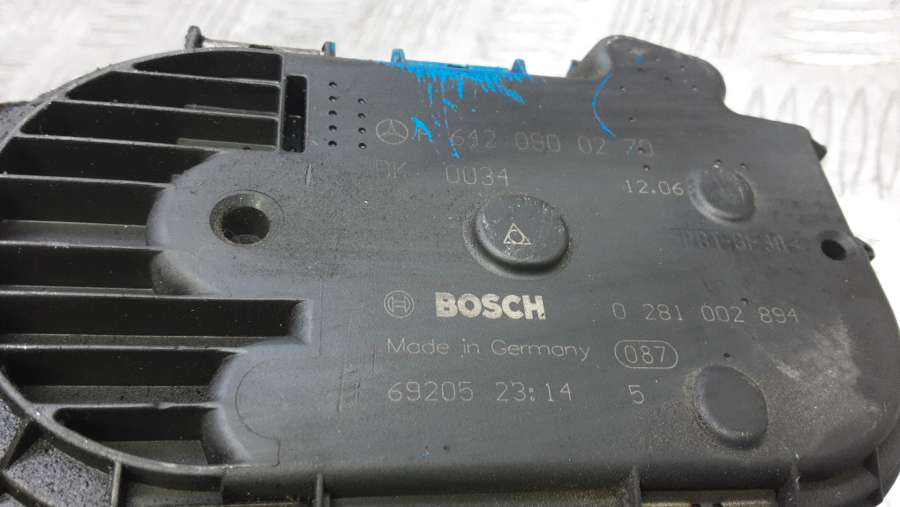 A 642 090 02 70
DK 0034
12.06
BOSCH 0 281 002 894
Made in Germany 087
69205 23:14 5